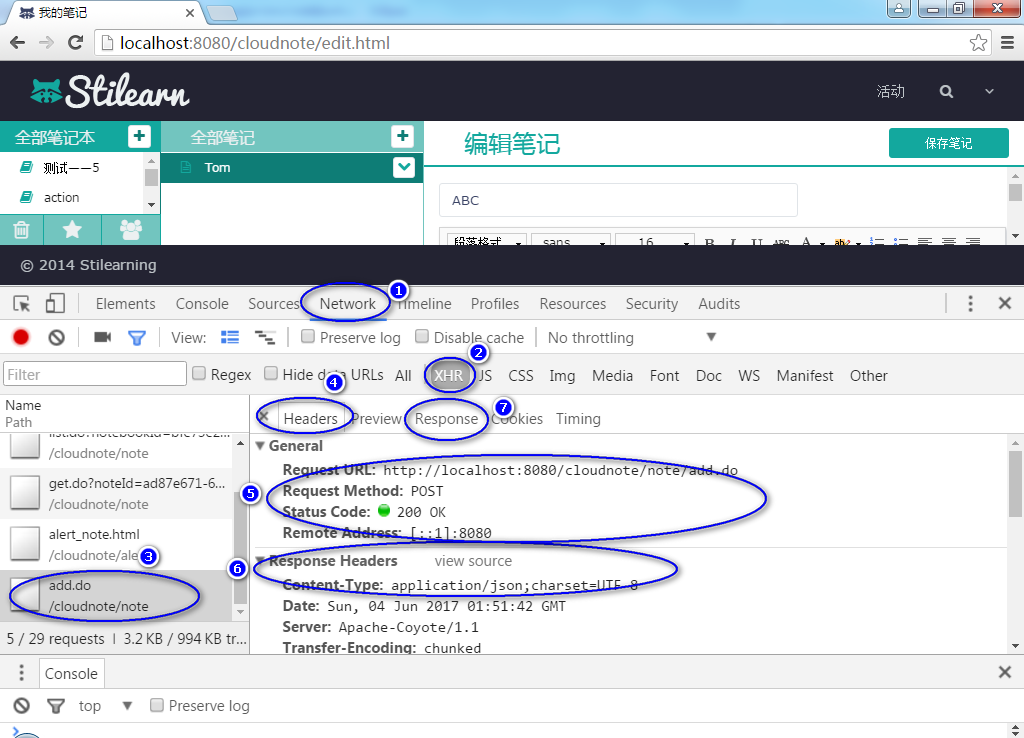 我的笔记
localhost:8080/cloudnote/edit.html
Stilearn
活动
全部笔记本
全部笔记
编辑笔记
保存笔记
测试——5
Tom
action
ABC
段落格式 sans 16 B I U ABC A
© 2014 Stilearning
Elements Console Sources Network Timeline Profiles Resources Security Audits
1
View: Preserve log Disable cache No throttling
2
Filter Regex Hide data URLs All XHR JS CSS Img Media Font Doc WS Manifest Other
4
7
Name
Path
Headers Preview Response Cookies Timing
General
/cloudnote/note
get.do?noteId=ad87e671-6...
/cloudnote/note
alert_note.html
/cloudnote/ale
3
add.do
/cloudnote/note
5 / 29 requests | 3.2 KB / 994 KB tr...
Request URL: http://localhost:8080/cloudnote/note/add.do
5
Request Method: POST
Status Code: 200 OK
Remote Address: [::1]:8080
6
Response Headers view source
Content-Type: application/json;charset=UTF-8
Date: Sun, 04 Jun 2017 01:51:42 GMT
Server: Apache-Coyote/1.1
Transfer-Encoding: chunked
Console
top Preserve log